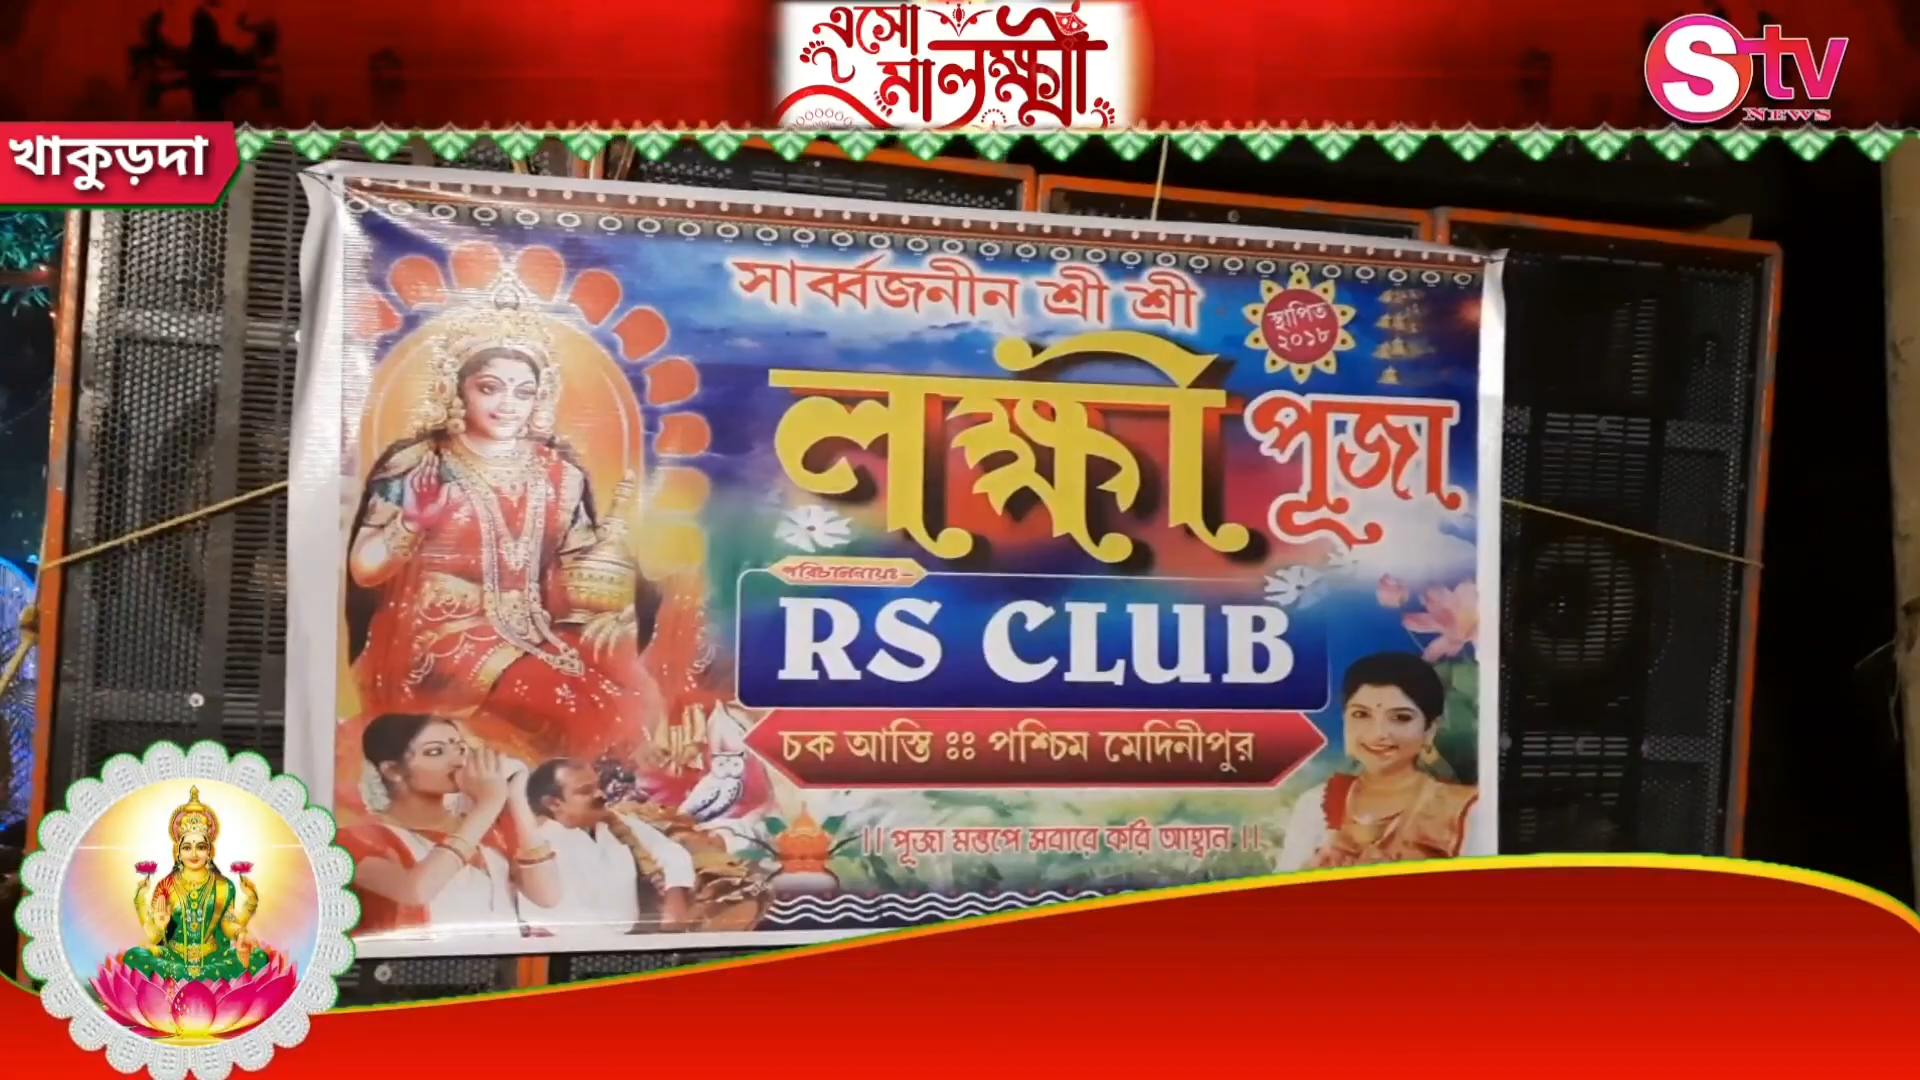 এসো
মা লক্ষ্মী
Stv
NEWS
খাকুড়দা
সার্ব্বজনীন শ্রী শ্রী
স্থাপিত
২০১৮
লক্ষ্মী পূজা
পরিচালনায়ঃ-
RS CLUB
চক আস্তি ঃঃ পশ্চিম মেদিনীপুর
।। পূজা মন্ডপে সবারে করি আহ্বান ।।